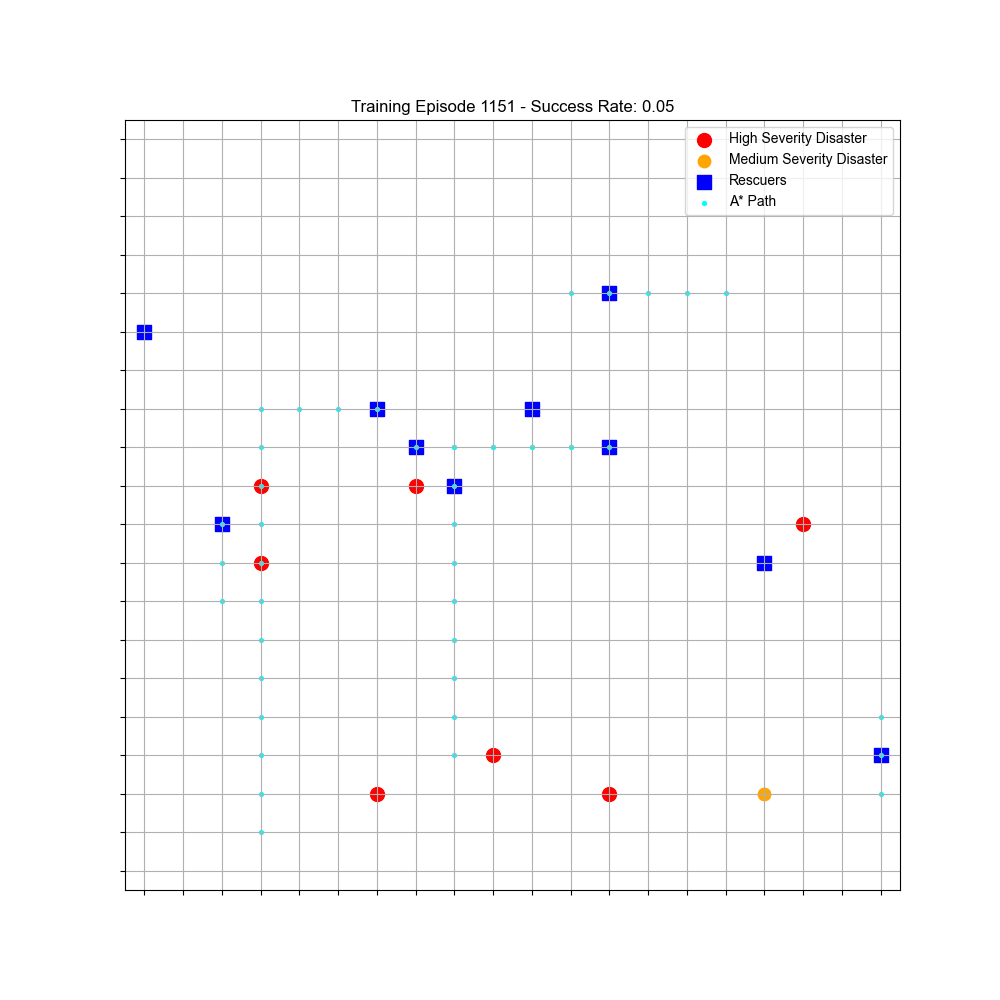 Training Episode 1151 - Success Rate: 0.05
High Severity Disaster
Medium Severity Disaster
Rescuers
A* Path